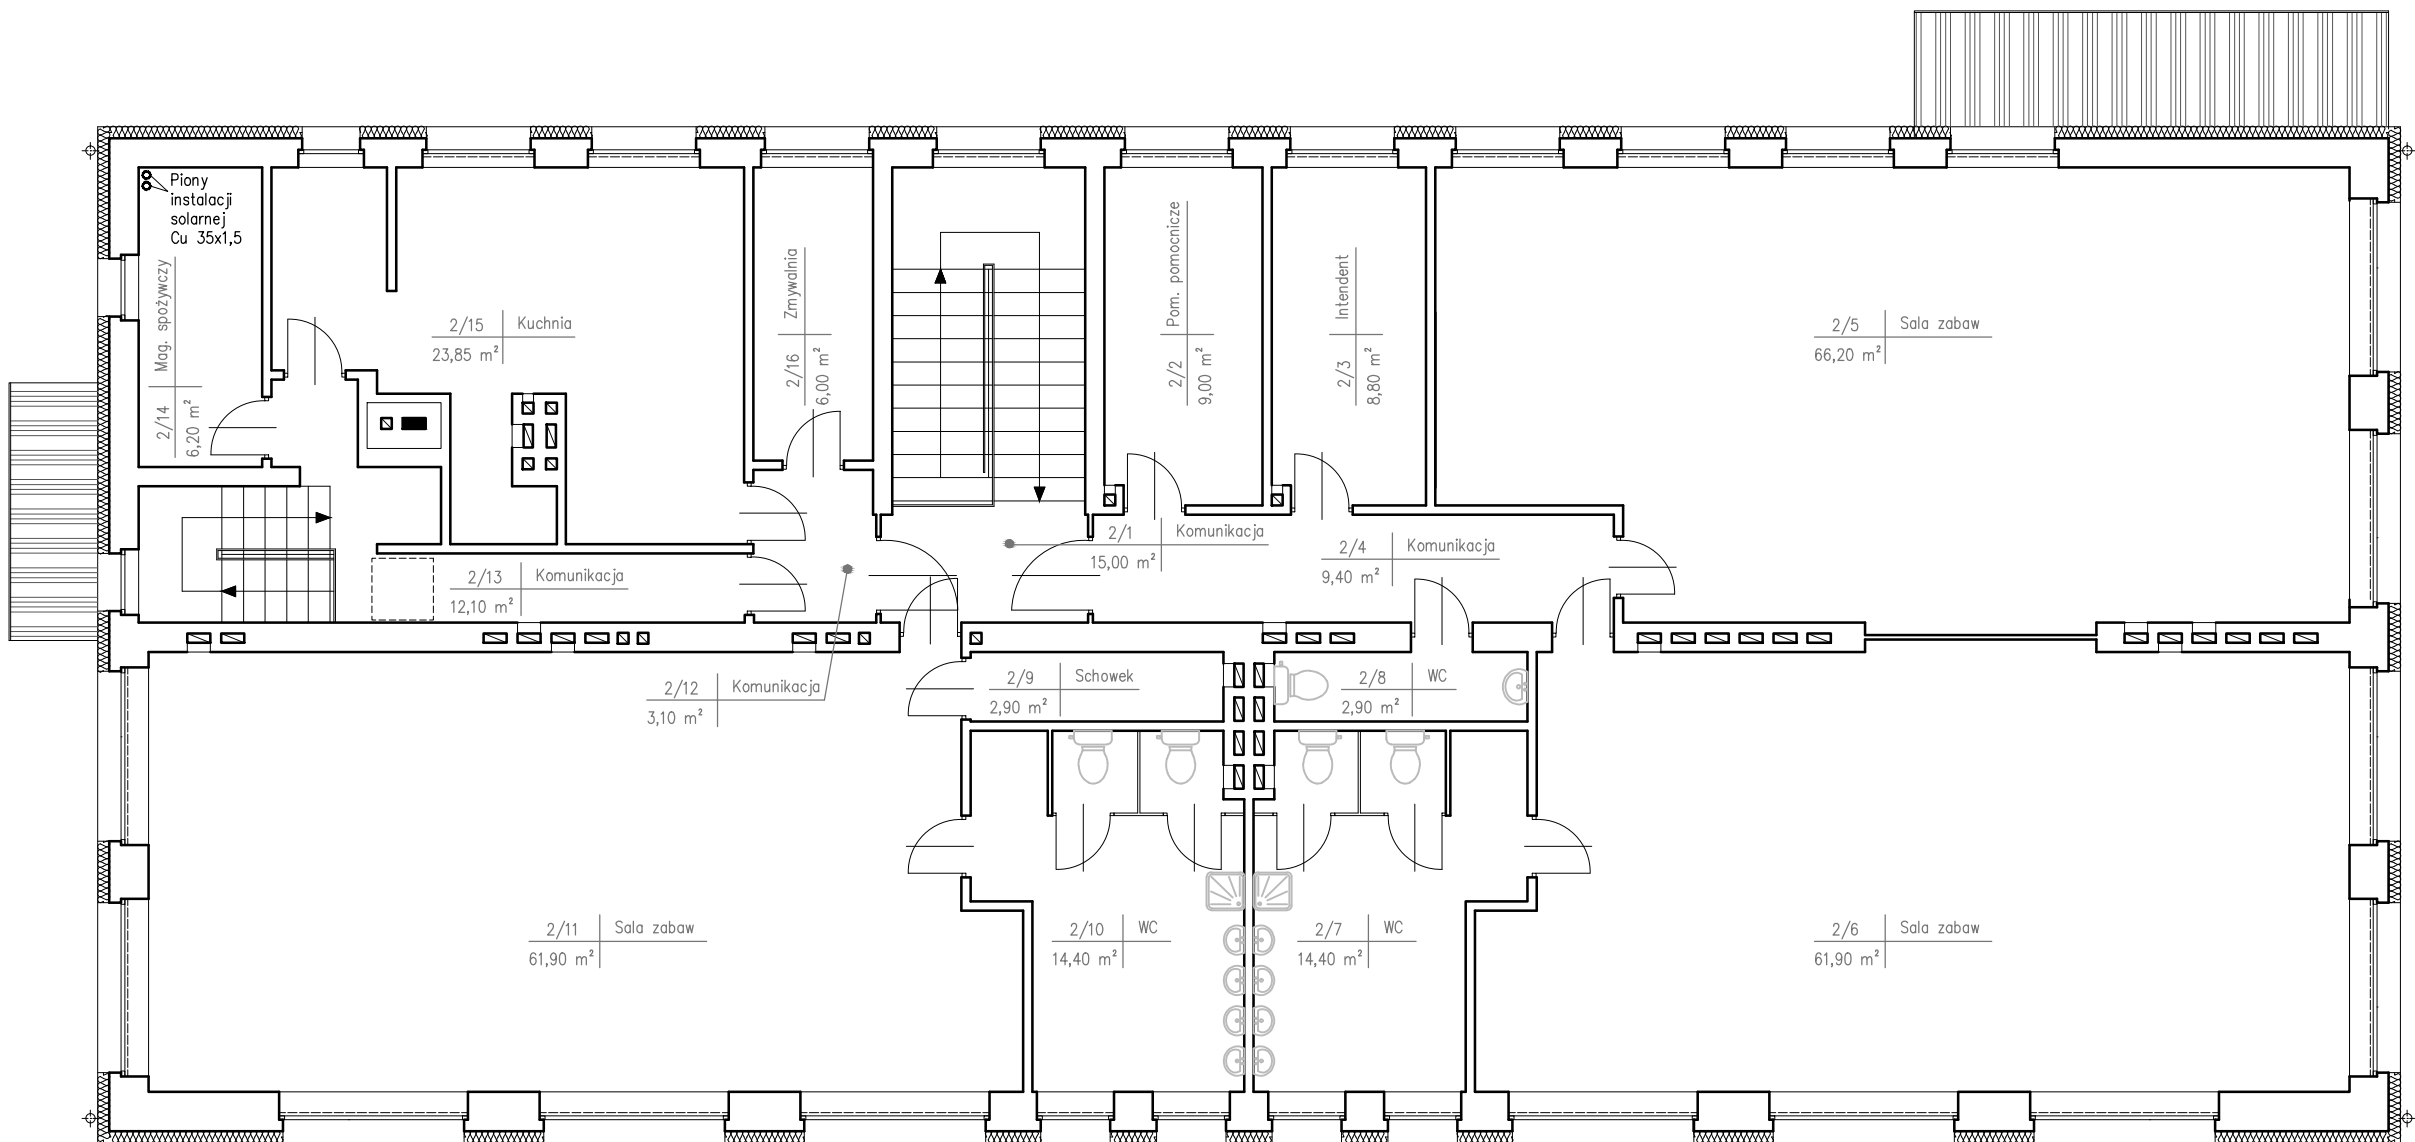 Piony
instalacji
solarnej
Cu 35x1,5
2/14 Mag. spożywczy
6,20 m²
2/15 Kuchnia
23,85 m²
2/16 Zmywalnia
6,00 m²
2/2 Pom. pomocnicze
9,00 m²
2/3 Intendent
8,80 m²
2/5 Sala zabaw
66,20 m²
2/1 Komunikacja
15,00 m²
2/4 Komunikacja
9,40 m²
2/13 Komunikacja
12,10 m²
2/12 Komunikacja
3,10 m²
2/9 Schowek
2,90 m²
2/8 WC
2,90 m²
2/11 Sala zabaw
61,90 m²
2/10 WC
14,40 m²
2/7 WC
14,40 m²
2/6 Sala zabaw
61,90 m²